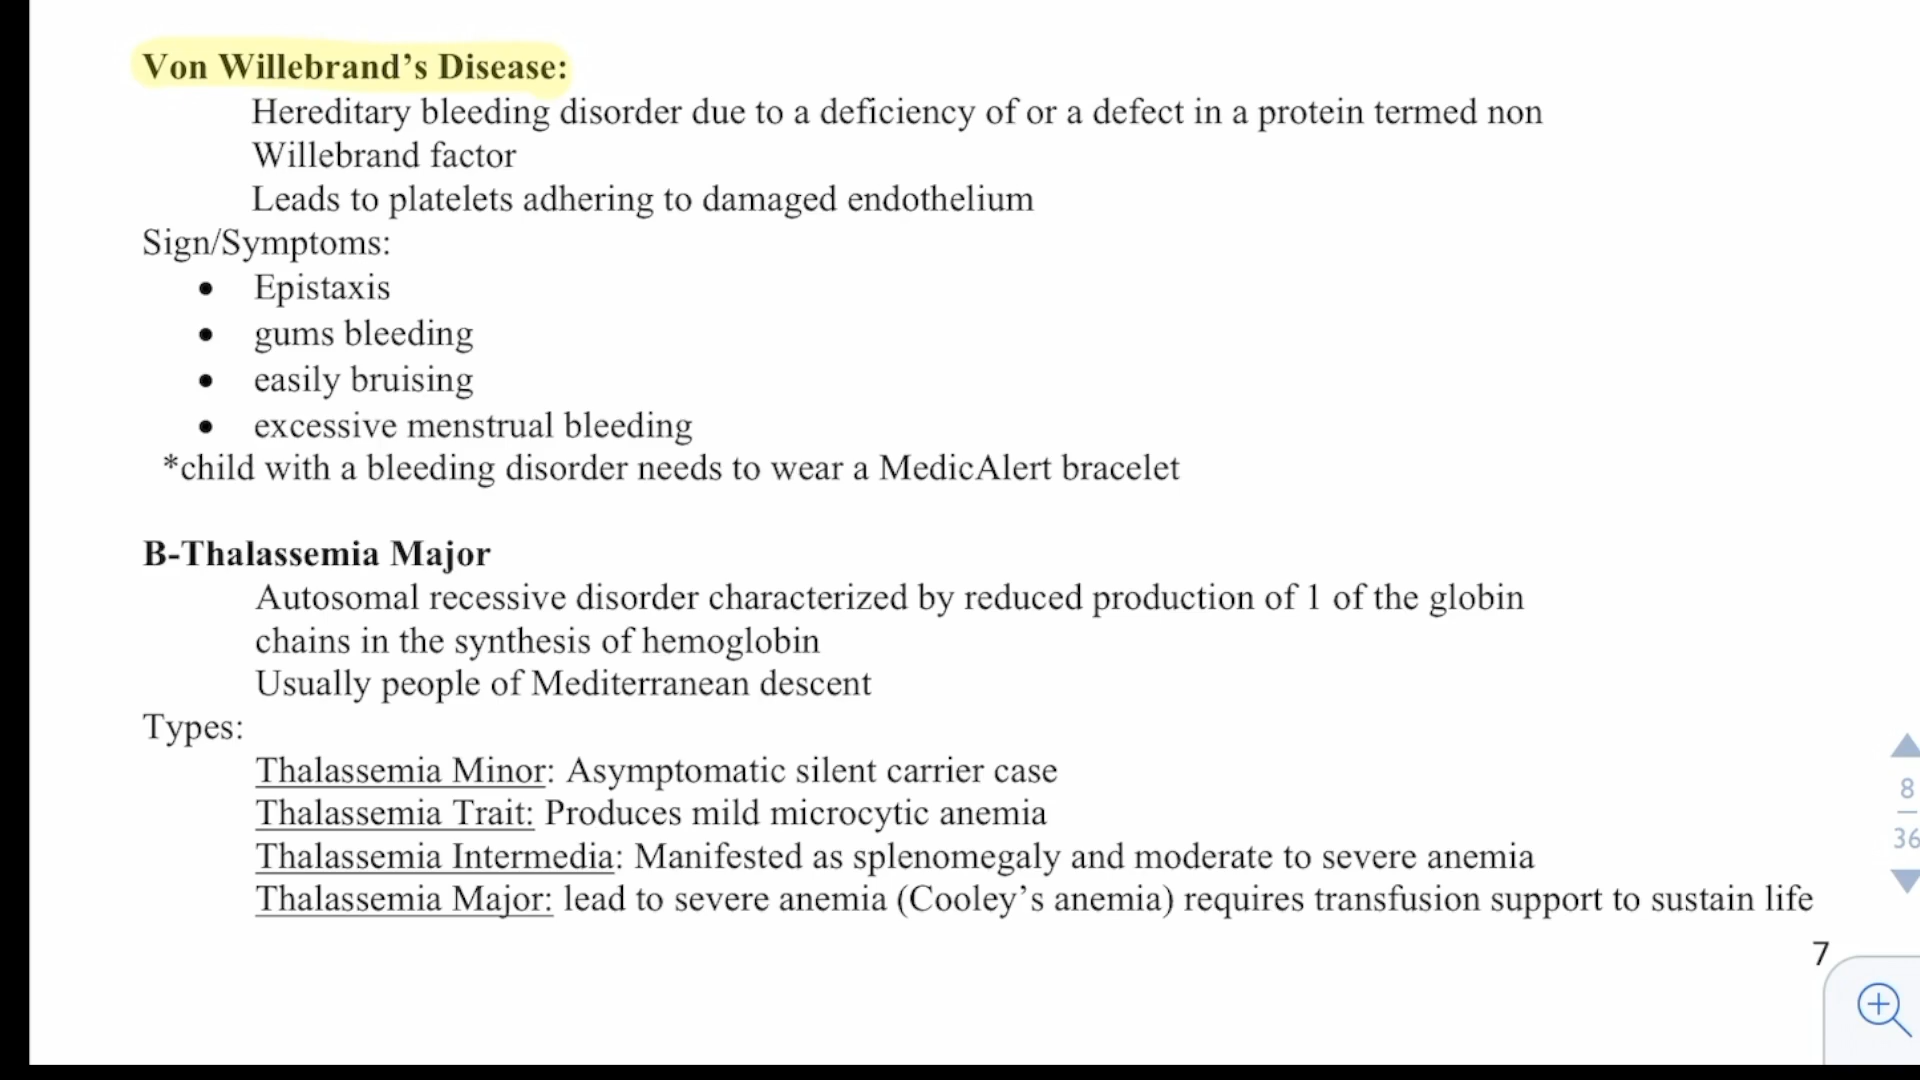 Von Willebrand’s Disease:
Hereditary bleeding disorder due to a deficiency of or a defect in a protein termed non
Willebrand factor
Leads to platelets adhering to damaged endothelium
Sign/Symptoms:
• Epistaxis
• gums bleeding
• easily bruising
• excessive menstrual bleeding
*child with a bleeding disorder needs to wear a MedicAlert bracelet
B-Thalassemia Major
Autosomal recessive disorder characterized by reduced production of 1 of the globin
chains in the synthesis of hemoglobin
Usually people of Mediterranean descent
Types:
Thalassemia Minor: Asymptomatic silent carrier case
Thalassemia Trait: Produces mild microcytic anemia
Thalassemia Intermedia: Manifested as splenomegaly and moderate to severe anemia
Thalassemia Major: lead to severe anemia (Cooley’s anemia) requires transfusion support to sustain life
7
8
36